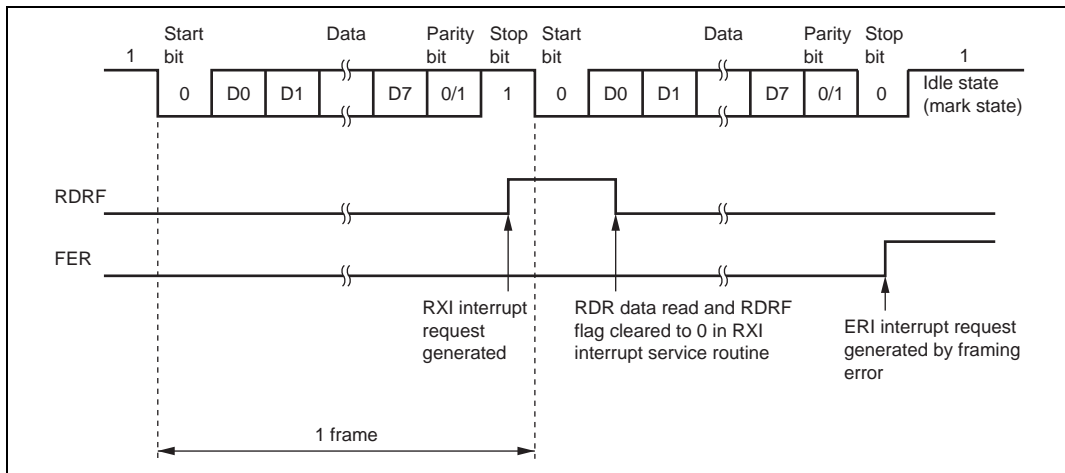 Start bit
Data
Parity bit
Stop bit
Start bit
Data
Parity bit
Stop bit
1
1
0
D0
D1
D7
0/1
1
0
D0
D1
D7
0/1
0
Idle state
(mark state)
RDRF
FER
RXI interrupt
request
generated
RDR data read and RDRF
flag cleared to 0 in RXI
interrupt service routine
ERI interrupt request
generated by framing
error
1 frame